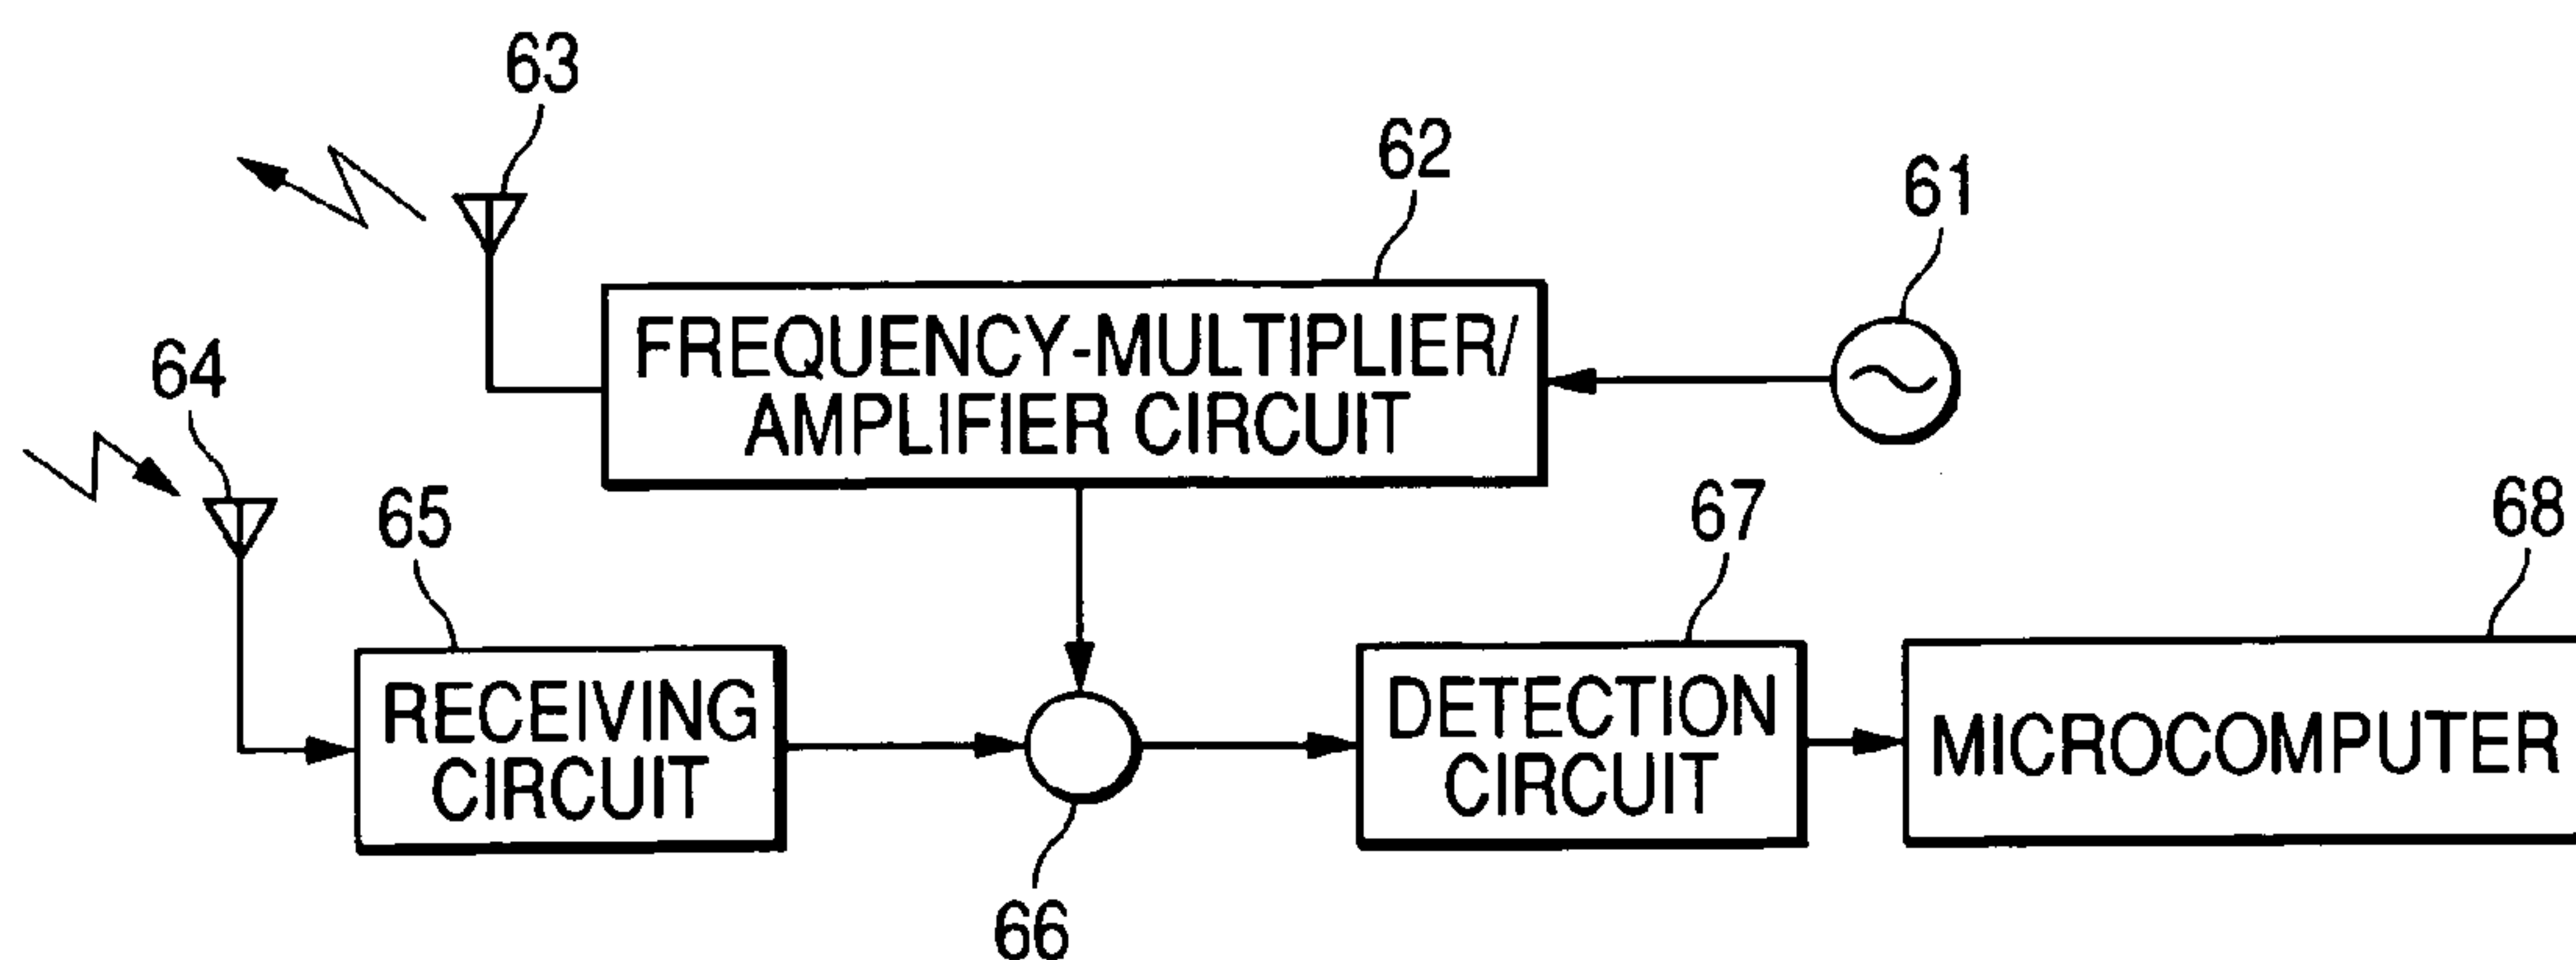 63
62
61
FREQUENCY-MULTIPLIER/
AMPLIFIER CIRCUIT
64
65
67
68
RECEIVING
CIRCUIT
DETECTION
CIRCUIT
MICROCOMPUTER
66